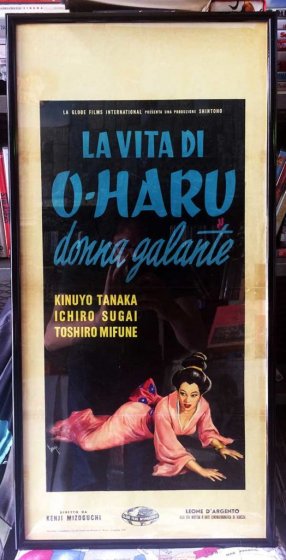 LA GLOBE FILMS INTERNATIONAL PRESENTA UNA PRODUZIONE SHINTOHO
LA VITA DI
O-HARU
donna galante
KINUYO TANAKA
ICHIRO SUGAI
TOSHIRO MIFUNE
DIRETTO DA
KENJI MIZOGUCHI
LEONE D'ARGENTO